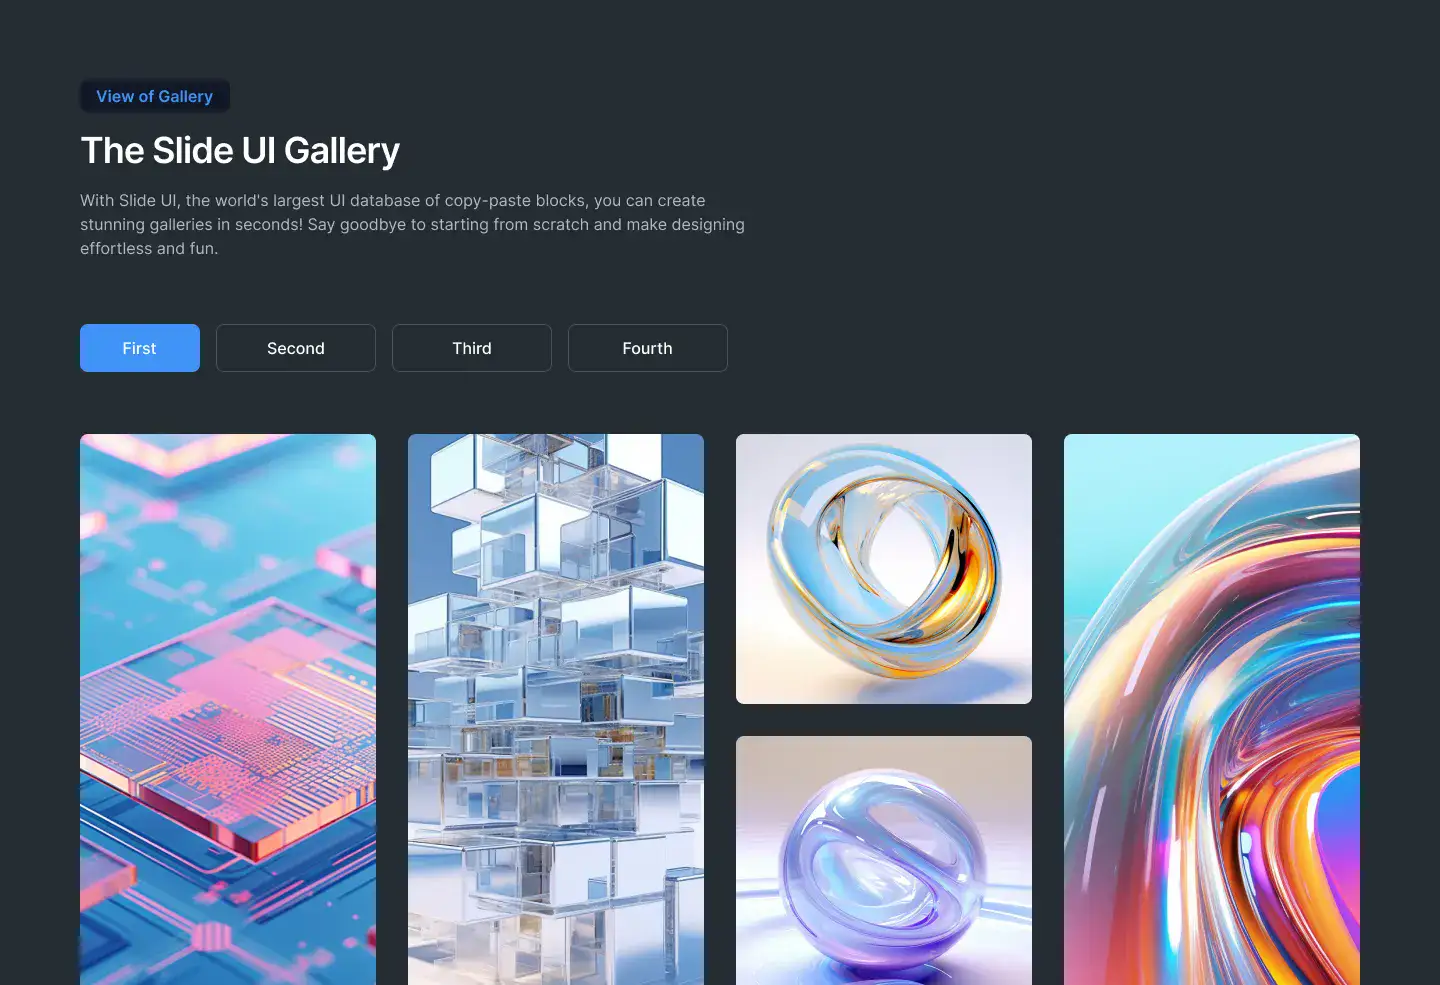 View of Gallery
The Slide UI Gallery
With Slide UI, the world's largest UI database of copy-paste blocks, you can create
stunning galleries in seconds! Say goodbye to starting from scratch and make designing
effortless and fun.
First
Second
Third
Fourth